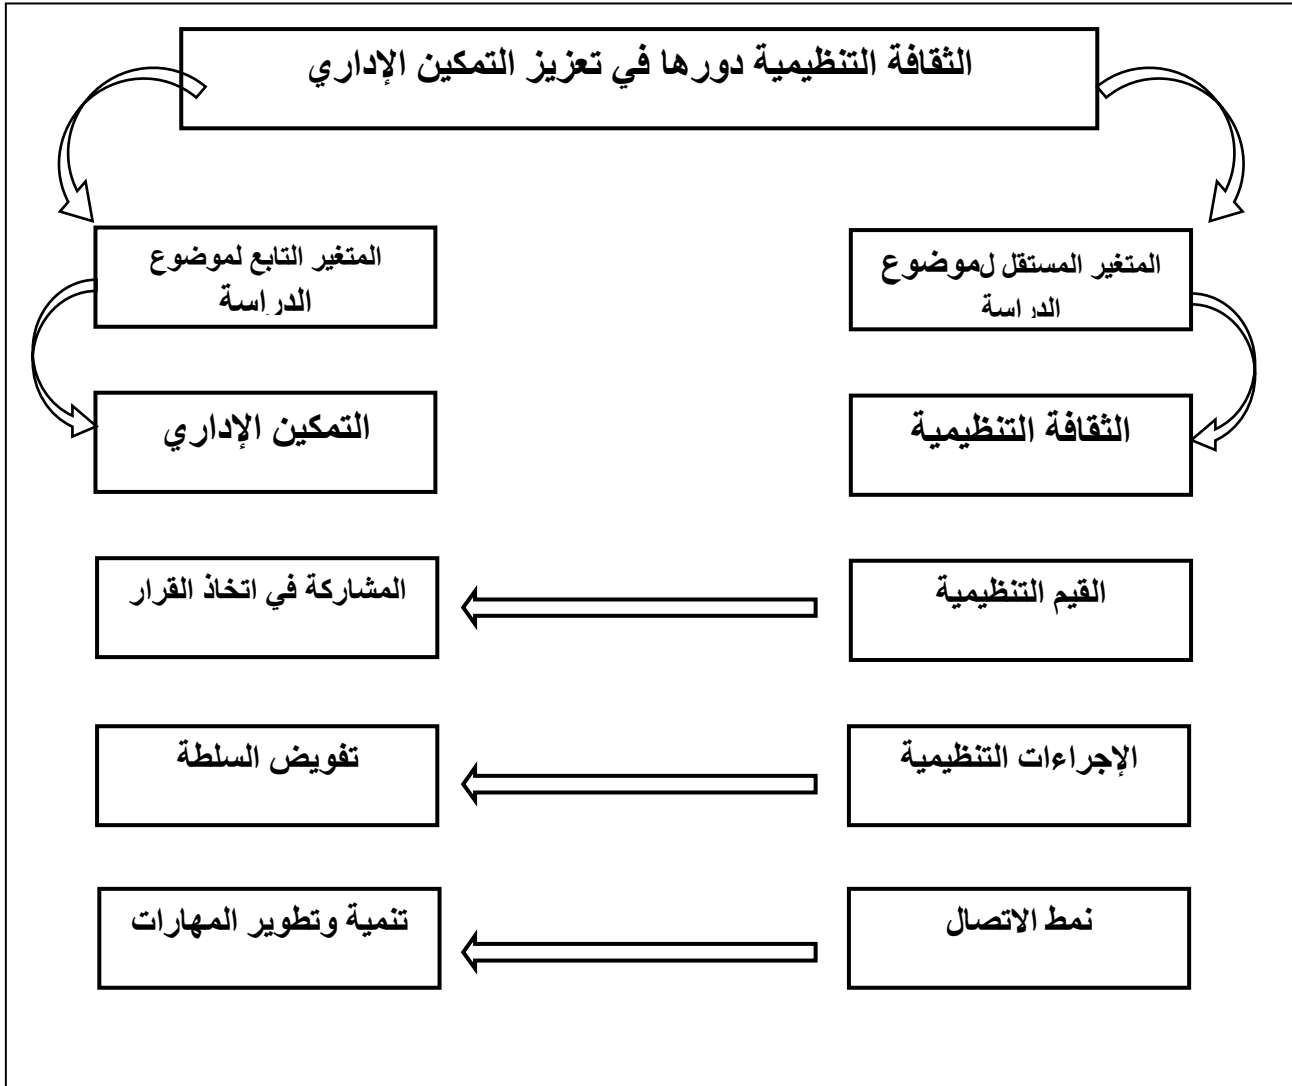 الثقافة التنظيمية دورها في تعزيز التمكين الإداري
المتغير المستقل لموضوع
الدراسة
المتغير التابع لموضوع
الدراسة
الثقافة التنظيمية
التمكين الإداري
القيم التنظيمية
المشاركة في اتخاذ القرار
الإجراءات التنظيمية
تفويض السلطة
نمط الاتصال
تنمية وتطوير المهارات